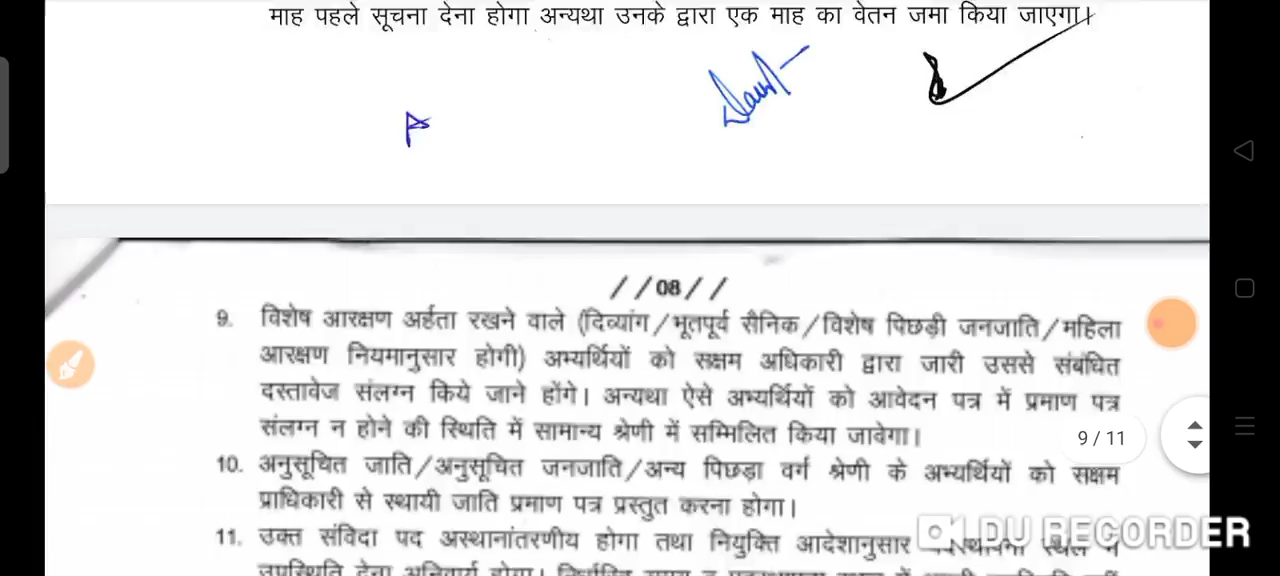 माह पहले सूचना देना होगा अन्यथा उनके द्वारा एक माह का वेतन जमा किया जाएगा।
//08//
9. विशेष आरक्षण अर्हता रखने वाले (दिव्यांग/भूतपूर्व सैनिक/विशेष पिछड़ी जनजाति/महिला
आरक्षण नियमानुसार होगी) अभ्यर्थियों को सक्षम अधिकारी द्वारा जारी उससे संबंधित
दस्तावेज संलग्न किये जाने होंगे। अन्यथा ऐसे अभ्यर्थियों को आवेदन पत्र में प्रमाण पत्र
संलग्न न होने की स्थिति में सामान्य श्रेणी में सम्मिलित किया जावेगा।
9 / 11
10. अनुसूचित जाति/अनुसूचित जनजाति/अन्य पिछड़ा वर्ग श्रेणी के अभ्यर्थियों को सक्षम
प्राधिकारी से स्थायी जाति प्रमाण पत्र प्रस्तुत करना होगा।
11. उक्त संविदा पद अस्थानांतरणीय होगा तथा नियुक्ति आदेशानुसार
DU RECORDER
उपस्थिति देना अनिवार्य होगा।